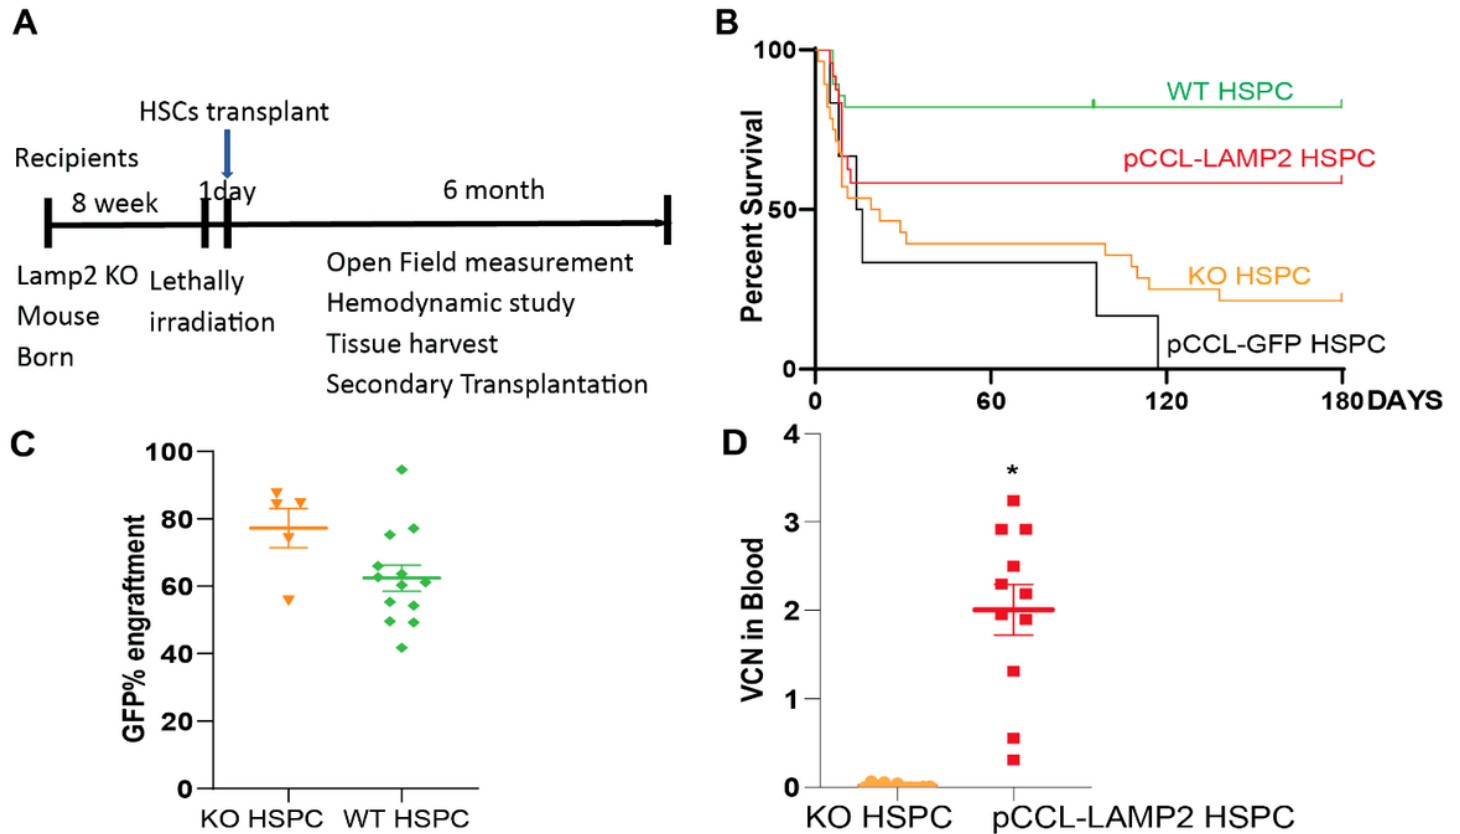 A
HSCs transplant
Recipients
8 week
1day
6 month
Lamp2 KO
Mouse
Born
Lethally
irradiation
Open Field measurement
Hemodynamic study
Tissue harvest
Secondary Transplantation
B
Percent Survival
100
50
0
0
60
120
180
DAYS
WT HSPC
pCCL-LAMP2 HSPC
KO HSPC
pCCL-GFP HSPC
C
GFP% engraftment
100
80
60
40
20
0
KO HSPC
WT HSPC
D
VCN in Blood
4
3
2
1
0
*
KO HSPC
pCCL-LAMP2 HSPC